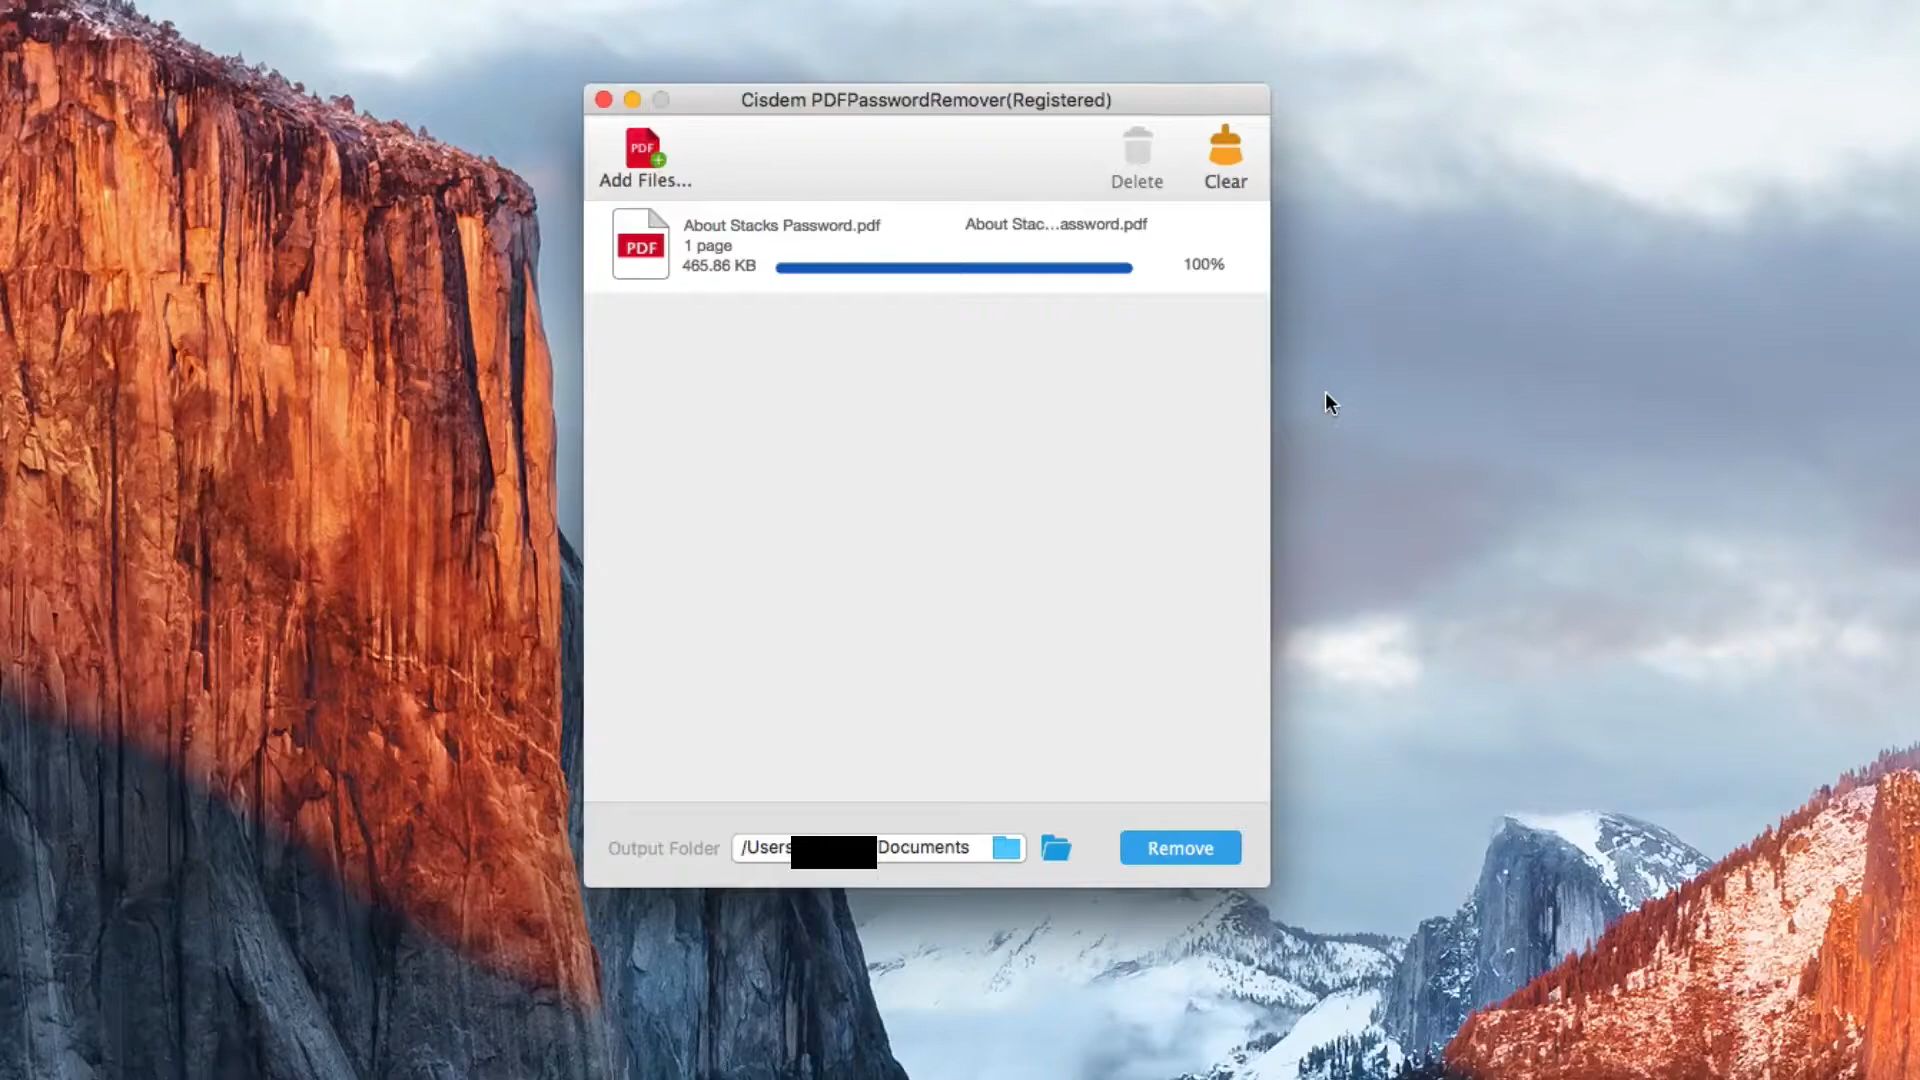 Cisdem PDFPasswordRemover(Registered)
PDF
Add Files...
Delete
Clear
About Stacks Password.pdf
About Stac...assword.pdf
PDF
1 page
465.86 KB
100%
Output Folder
/Users
Documents
Remove